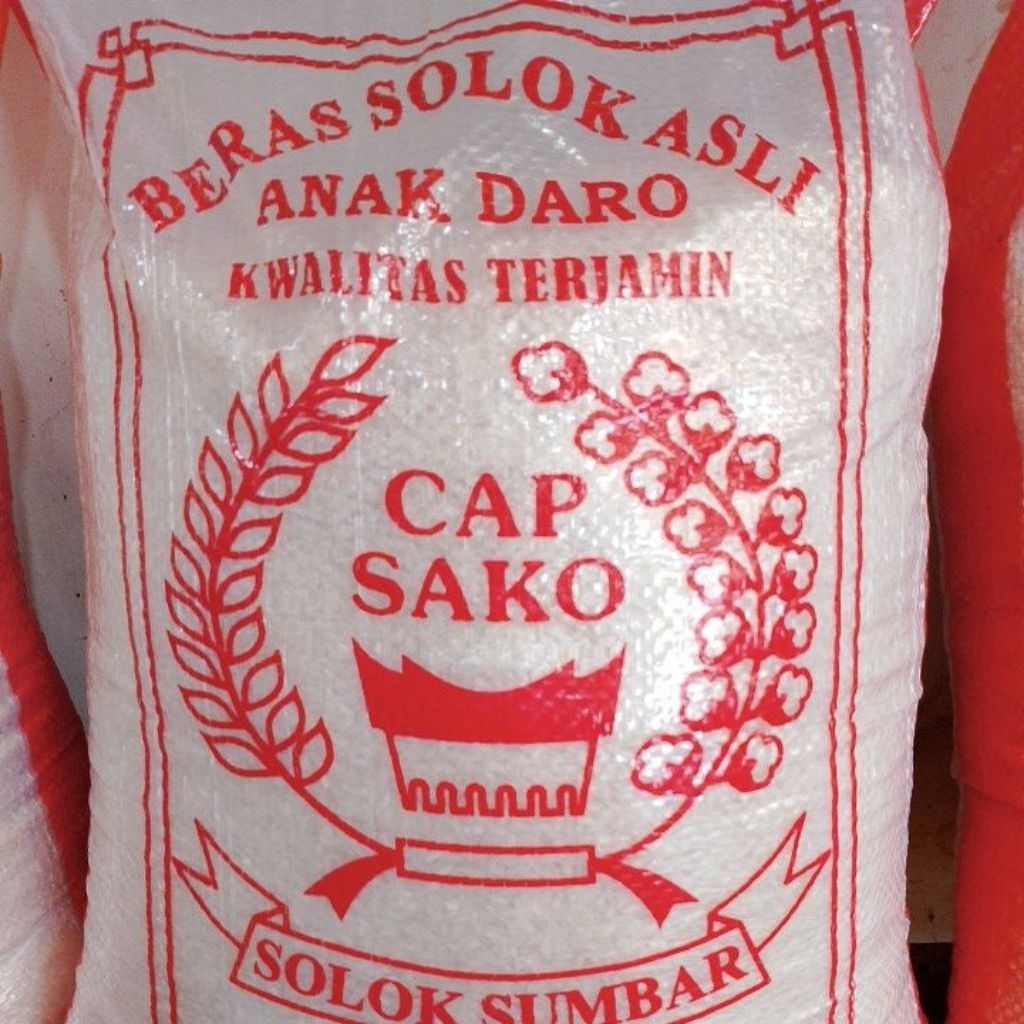 BERAS SOLOK ASLI
ANAK DARO
KWALITAS TERJAMIN
CAP
SAKO
SOLOK SUMBAR